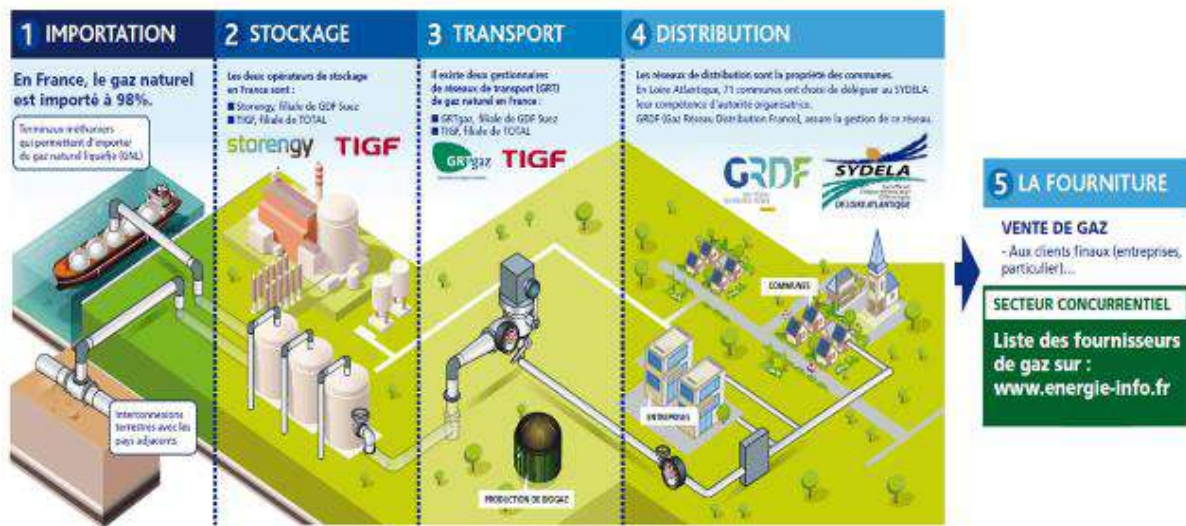 1 IMPORTATION
En France, le gaz naturel
est importé à 98%.
Terminaux méthaniers
qui permettent d'importer
du gaz naturel liquéfié (GNL)
Interconnexions
terrestres avec les
pays adjacents
2 STOCKAGE
Les deux opérateurs de stockage
en France sont :
■ Storengy, filiale de GDF Suez
■ TIGF, filiale de TOTAL
storengy
TIGF
3 TRANSPORT
Il existe deux gestionnaires
de réseaux de transport (GRT)
de gaz naturel en France :
■ GRTgaz, filiale de GDF Suez
■ TIGF, filiale de TOTAL
GRTgaz
TIGF
PRODUCTION DE BIOGAZ
4 DISTRIBUTION
Les réseaux de distribution sont la propriété des communes.
En Loire Atlantique, 71 communes ont choisi de déléguer au SYDELA
leur compétence d'autorité organisatrice.
GRDF (Gaz Réseau Distribution France), assure la gestion de ce réseau.
GRDF
SYDELA
DE LOIRE ATLANTIQUE
COMMUNES
ENTREPRISES
5 LA FOURNITURE
VENTE DE GAZ
- Aux clients finaux (entreprises,
particulier)...
SECTEUR CONCURRENTIEL
Liste des fournisseurs
de gaz sur :
www.energie-info.fr